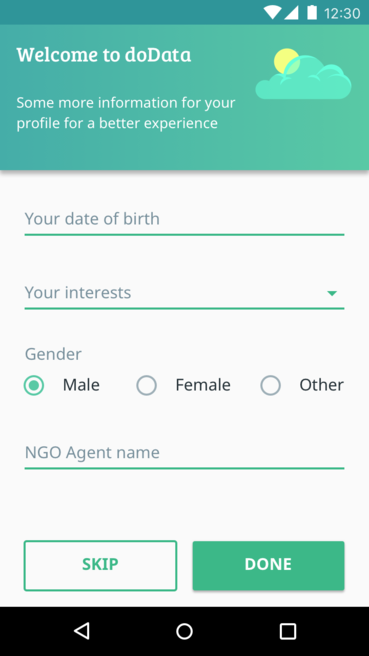 12:30
Welcome to doData
Some more information for your
profile for a better experience
Your date of birth
Your interests
Gender
Male Female Other
NGO Agent name
SKIP DONE